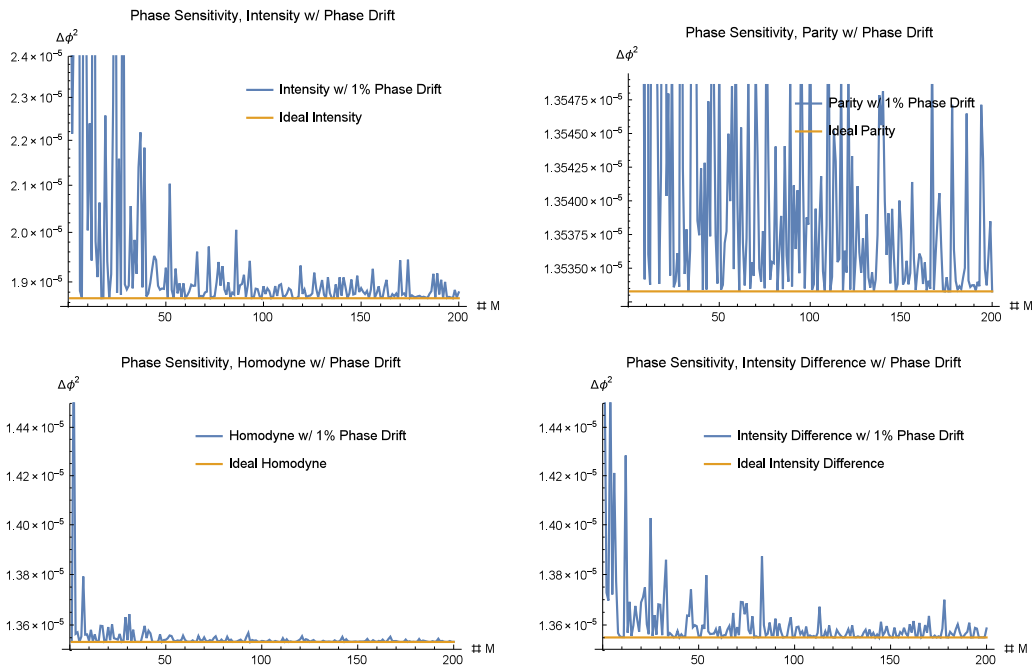 Phase Sensitivity, Intensity w/ Phase Drift
Δϕ²
2.4 × 10⁻⁵
2.3 × 10⁻⁵
2.2 × 10⁻⁵
2.1 × 10⁻⁵
2.0 × 10⁻⁵
1.9 × 10⁻⁵
Intensity w/ 1% Phase Drift
Ideal Intensity
50 100 150 200
# M
Phase Sensitivity, Parity w/ Phase Drift
Δϕ²
1.35475 × 10⁻⁵
1.35450 × 10⁻⁵
1.35425 × 10⁻⁵
1.35400 × 10⁻⁵
1.35375 × 10⁻⁵
1.35350 × 10⁻⁵
Parity w/ 1% Phase Drift
Ideal Parity
50 100 150 200
# M
Phase Sensitivity, Homodyne w/ Phase Drift
Δϕ²
1.44 × 10⁻⁵
1.42 × 10⁻⁵
1.40 × 10⁻⁵
1.38 × 10⁻⁵
1.36 × 10⁻⁵
Homodyne w/ 1% Phase Drift
Ideal Homodyne
50 100 150 200
# M
Phase Sensitivity, Intensity Difference w/ Phase Drift
Δϕ²
1.44 × 10⁻⁵
1.42 × 10⁻⁵
1.40 × 10⁻⁵
1.38 × 10⁻⁵
1.36 × 10⁻⁵
Intensity Difference w/ 1% Phase Drift
Ideal Intensity Difference
50 100 150 200
# M